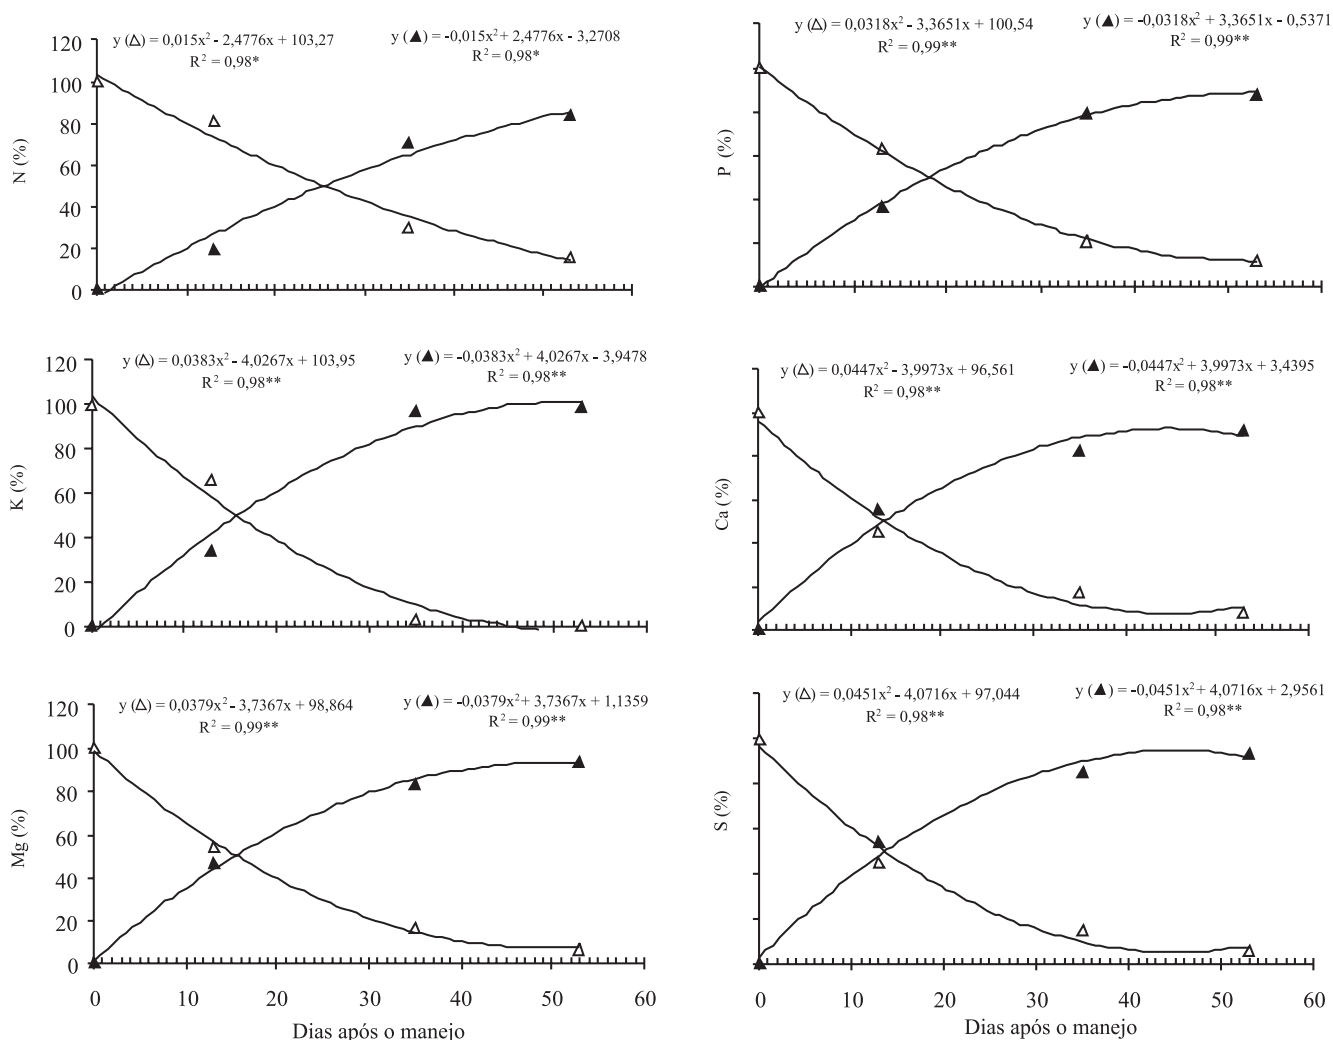 y (△) = 0,015x² - 2,4776x + 103,27
R² = 0,98*
y (▲) = -0,015x² + 2,4776x - 3,2708
R² = 0,98*
120
100
80
60
40
20
0
N (%)
y (△) = 0,0318x² - 3,3651x + 100,54
R² = 0,99**
y (▲) = -0,0318x² + 3,3651x - 0,5371
R² = 0,99**
P (%)
y (△) = 0,0383x² - 4,0267x + 103,95
R² = 0,98**
y (▲) = -0,0383x² + 4,0267x - 3,9478
R² = 0,98**
120
100
80
60
40
20
0
K (%)
y (△) = 0,0447x² - 3,9973x + 96,561
R² = 0,98**
y (▲) = -0,0447x² + 3,9973x + 3,4395
R² = 0,98**
Ca (%)
y (△) = 0,0379x² - 3,7367x + 98,864
R² = 0,99**
y (▲) = -0,0379x² + 3,7367x + 1,1359
R² = 0,99**
120
100
80
60
40
20
0
Mg (%)
0 10 20 30 40 50 60
Dias após o manejo
y (△) = 0,0451x² - 4,0716x + 97,044
R² = 0,98**
y (▲) = -0,0451x² + 4,0716x + 2,9561
R² = 0,98**
S (%)
0 10 20 30 40 50 60
Dias após o manejo